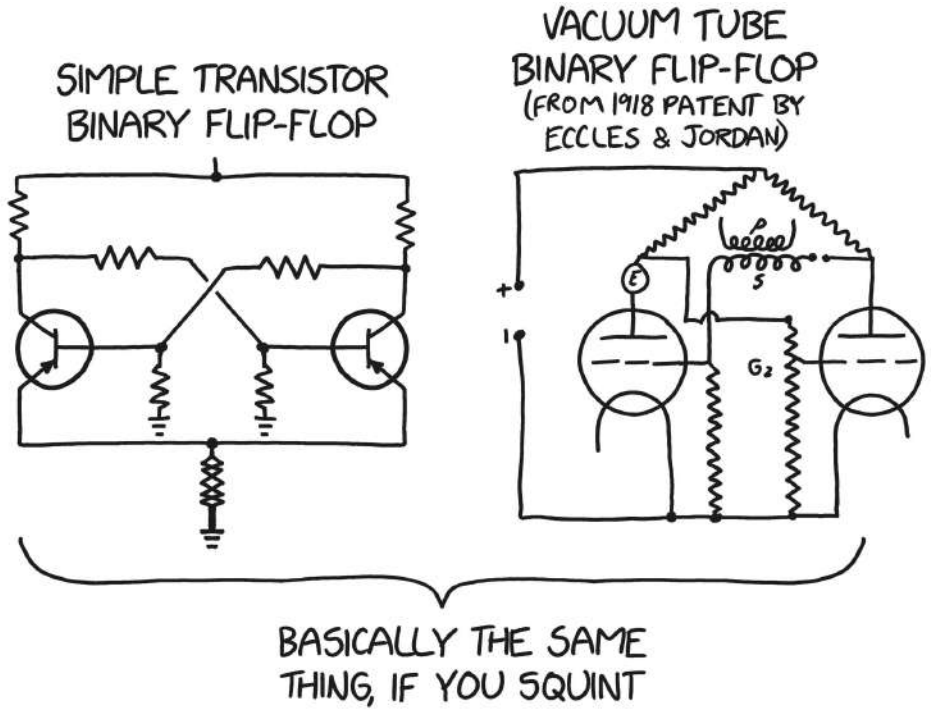 SIMPLE TRANSISTOR
BINARY FLIP-FLOP
VACUUM TUBE
BINARY FLIP-FLOP
(FROM 1918 PATENT BY
ECCLES & JORDAN)
P
S
E
+
G₂
BASICALLY THE SAME
THING, IF YOU SQUINT